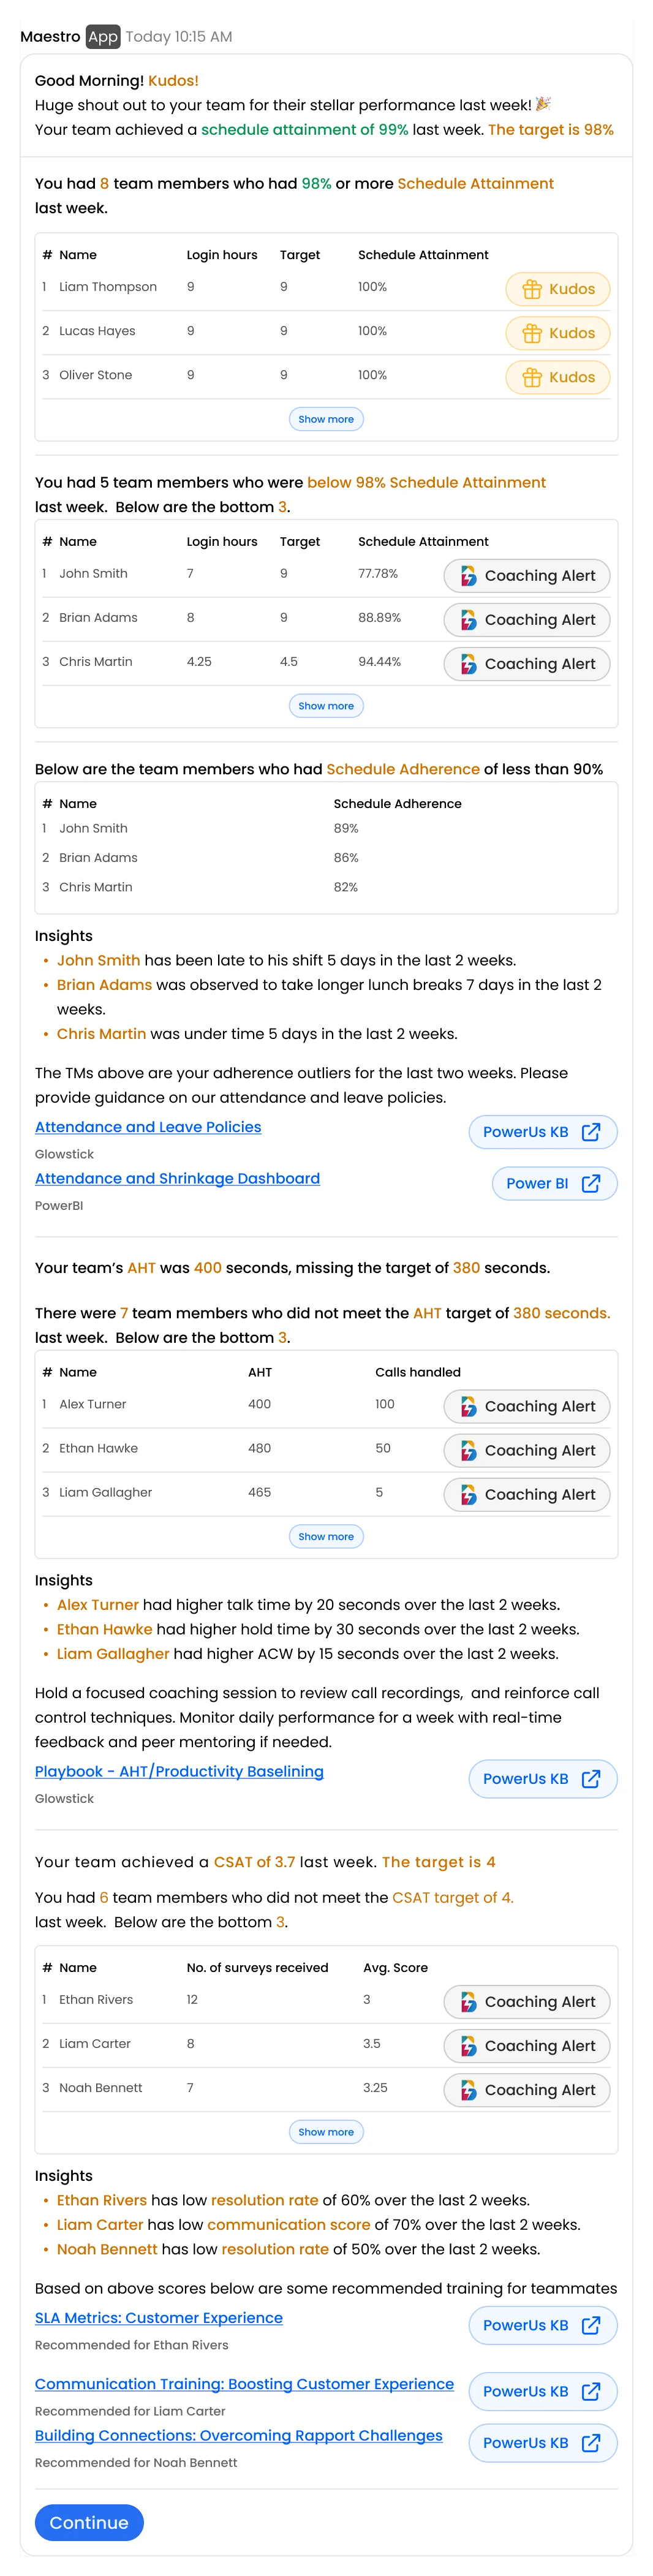 Maestro App Today 10:15 AM
Good Morning! Kudos!
Huge shout out to your team for their stellar performance last week! 🎉
Your team achieved a schedule attainment of 99% last week. The target is 98%
You had 8 team members who had 98% or more Schedule Attainment
last week.
# Name Login hours Target Schedule Attainment
1 Liam Thompson 9 9 100% Kudos
2 Lucas Hayes 9 9 100% Kudos
3 Oliver Stone 9 9 100% Kudos
Show more
You had 5 team members who were below 98% Schedule Attainment
last week. Below are the bottom 3.
# Name Login hours Target Schedule Attainment
1 John Smith 7 9 77.78% Coaching Alert
2 Brian Adams 8 9 88.89% Coaching Alert
3 Chris Martin 4.25 4.5 94.44% Coaching Alert
Show more
Below are the team members who had Schedule Adherence of less than 90%
# Name Schedule Adherence
1 John Smith 89%
2 Brian Adams 86%
3 Chris Martin 82%
Insights
• John Smith has been late to his shift 5 days in the last 2 weeks.
• Brian Adams was observed to take longer lunch breaks 7 days in the last 2
weeks.
• Chris Martin was under time 5 days in the last 2 weeks.
The TMs above are your adherence outliers for the last two weeks. Please
provide guidance on our attendance and leave policies.
Attendance and Leave Policies PowerUs KB
Glowstick
Attendance and Shrinkage Dashboard Power BI
PowerBI
Your team's AHT was 400 seconds, missing the target of 380 seconds.
There were 7 team members who did not meet the AHT target of 380 seconds.
last week. Below are the bottom 3.
# Name AHT Calls handled
1 Alex Turner 400 100 Coaching Alert
2 Ethan Hawke 480 50 Coaching Alert
3 Liam Gallagher 465 5 Coaching Alert
Show more
Insights
• Alex Turner had higher talk time by 20 seconds over the last 2 weeks.
• Ethan Hawke had higher hold time by 30 seconds over the last 2 weeks.
• Liam Gallagher had higher ACW by 15 seconds over the last 2 weeks.
Hold a focused coaching session to review call recordings, and reinforce call
control techniques. Monitor daily performance for a week with real-time
feedback and peer mentoring if needed.
Playbook - AHT/Productivity Baselining PowerUs KB
Glowstick
Your team achieved a CSAT of 3.7 last week. The target is 4
You had 6 team members who did not meet the CSAT target of 4.
last week. Below are the bottom 3.
# Name No. of surveys received Avg. Score
1 Ethan Rivers 12 3 Coaching Alert
2 Liam Carter 8 3.5 Coaching Alert
3 Noah Bennett 7 3.25 Coaching Alert
Show more
Insights
• Ethan Rivers has low resolution rate of 60% over the last 2 weeks.
• Liam Carter has low communication score of 70% over the last 2 weeks.
• Noah Bennett has low resolution rate of 50% over the last 2 weeks.
Based on above scores below are some recommended training for teammates
SLA Metrics: Customer Experience PowerUs KB
Recommended for Ethan Rivers
Communication Training: Boosting Customer Experience PowerUs KB
Recommended for Liam Carter
Building Connections: Overcoming Rapport Challenges PowerUs KB
Recommended for Noah Bennett
Continue